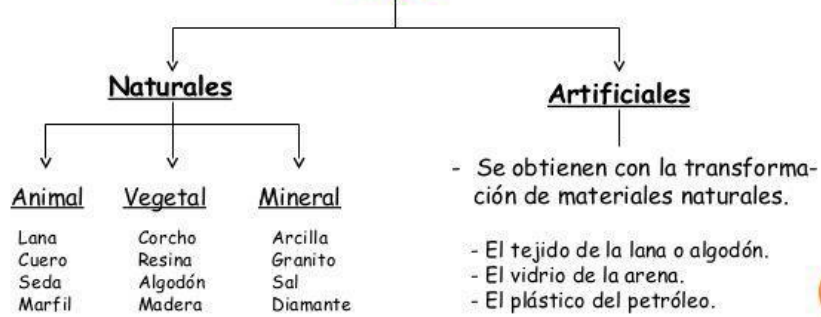 Naturales
Artificiales
Animal
Vegetal
Mineral
Lana
Cuero
Seda
Marfil
Corcho
Resina
Algodón
Madera
Arcilla
Granito
Sal
Diamante
- Se obtienen con la transforma-
ción de materiales naturales.
- El tejido de la lana o algodón.
- El vidrio de la arena.
- El plástico del petróleo.